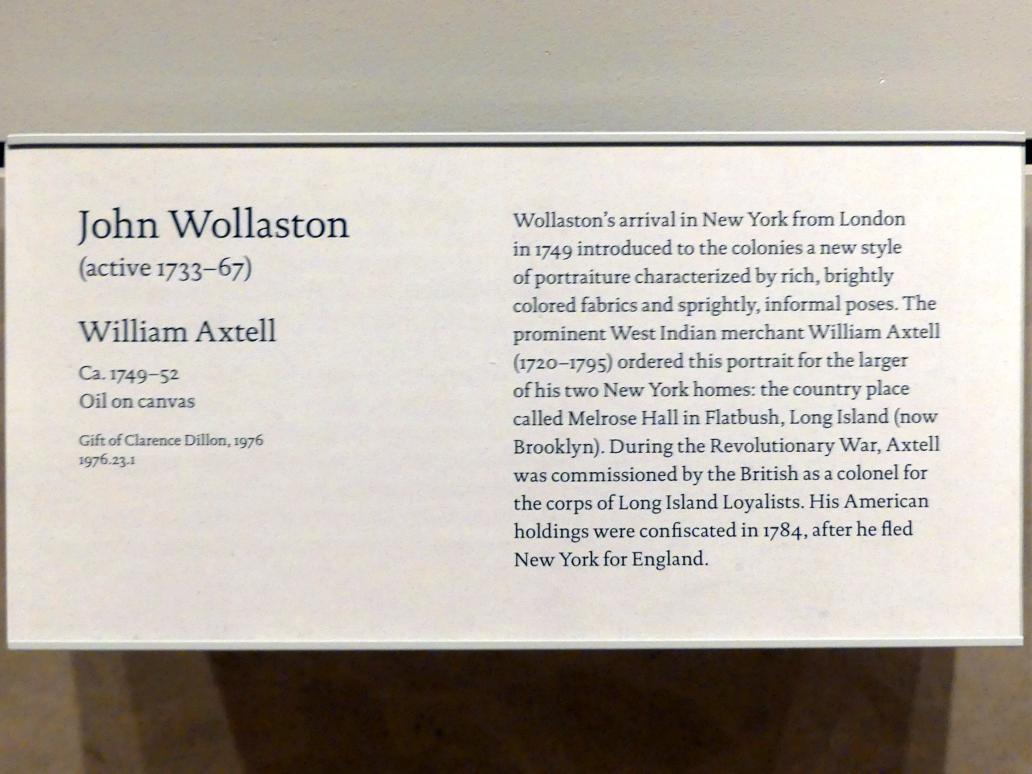 John Wollaston
(active 1733–67)
William Axtell
Ca. 1749–52
Oil on canvas
Gift of Clarence Dillon, 1976
1976.23.1
Wollaston's arrival in New York from London
in 1749 introduced to the colonies a new style
of portraiture characterized by rich, brightly
colored fabrics and sprightly, informal poses. The
prominent West Indian merchant William Axtell
(1720–1795) ordered this portrait for the larger
of his two New York homes: the country place
called Melrose Hall in Flatbush, Long Island (now
Brooklyn). During the Revolutionary War, Axtell
was commissioned by the British as a colonel for
the corps of Long Island Loyalists. His American
holdings were confiscated in 1784, after he fled
New York for England.